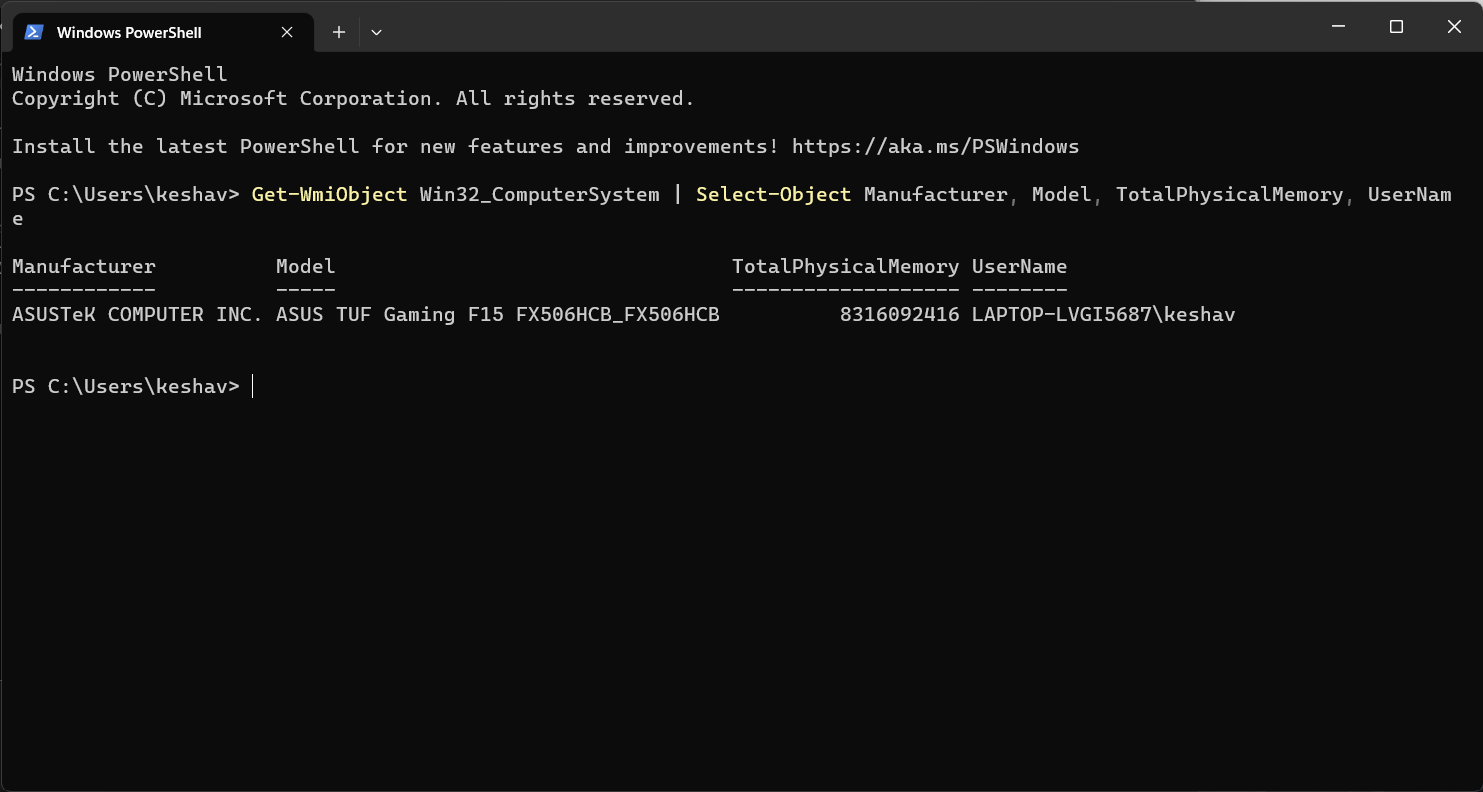 Windows PowerShell
Windows PowerShell
Copyright (C) Microsoft Corporation. All rights reserved.
Install the latest PowerShell for new features and improvements! https://aka.ms/PSWindows
PS C:\Users\keshav> Get-WmiObject Win32_ComputerSystem | Select-Object Manufacturer, Model, TotalPhysicalMemory, UserNam
e
Manufacturer          Model                                 TotalPhysicalMemory UserName
------------          -----                                 ------------------- --------
ASUSTeK COMPUTER INC. ASUS TUF Gaming F15 FX506HCB_FX506HCB          8316092416 LAPTOP-LVGI5687\keshav
PS C:\Users\keshav>